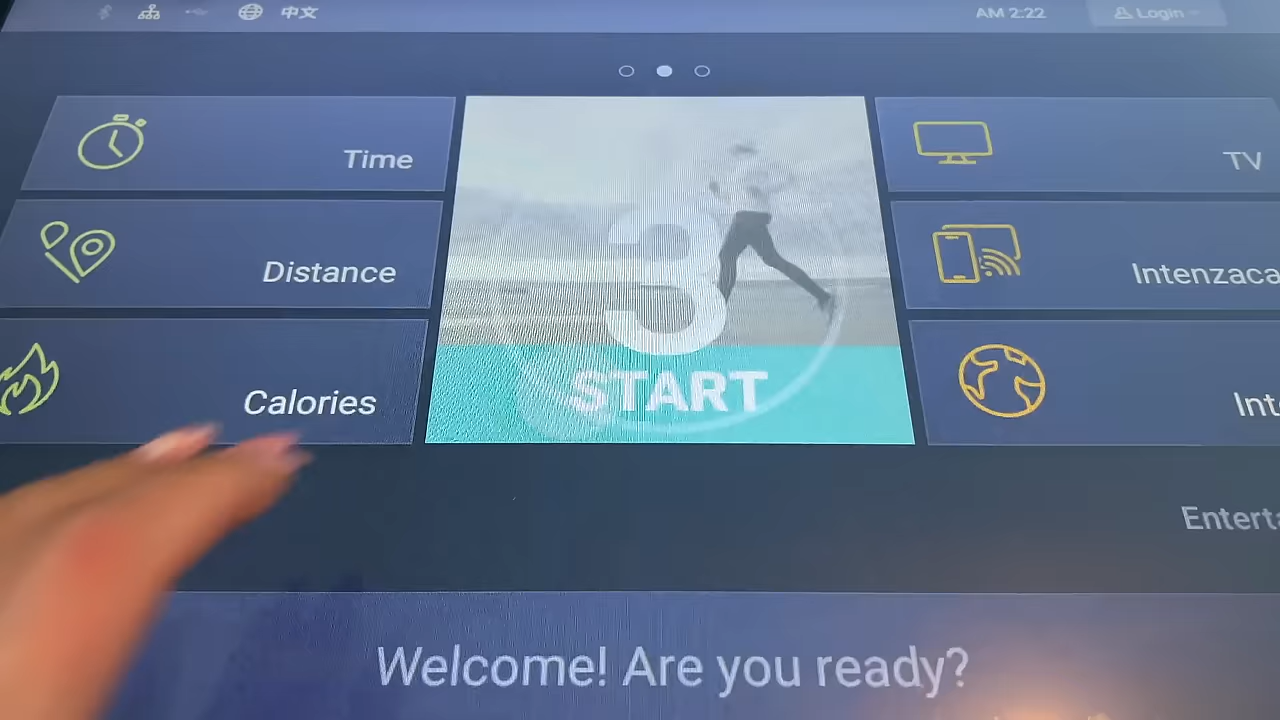 中文
AM 2:22
Login
Time
TV
Distance
3
Intenzaca
Calories
START
Int
Enterta
Welcome! Are you ready?